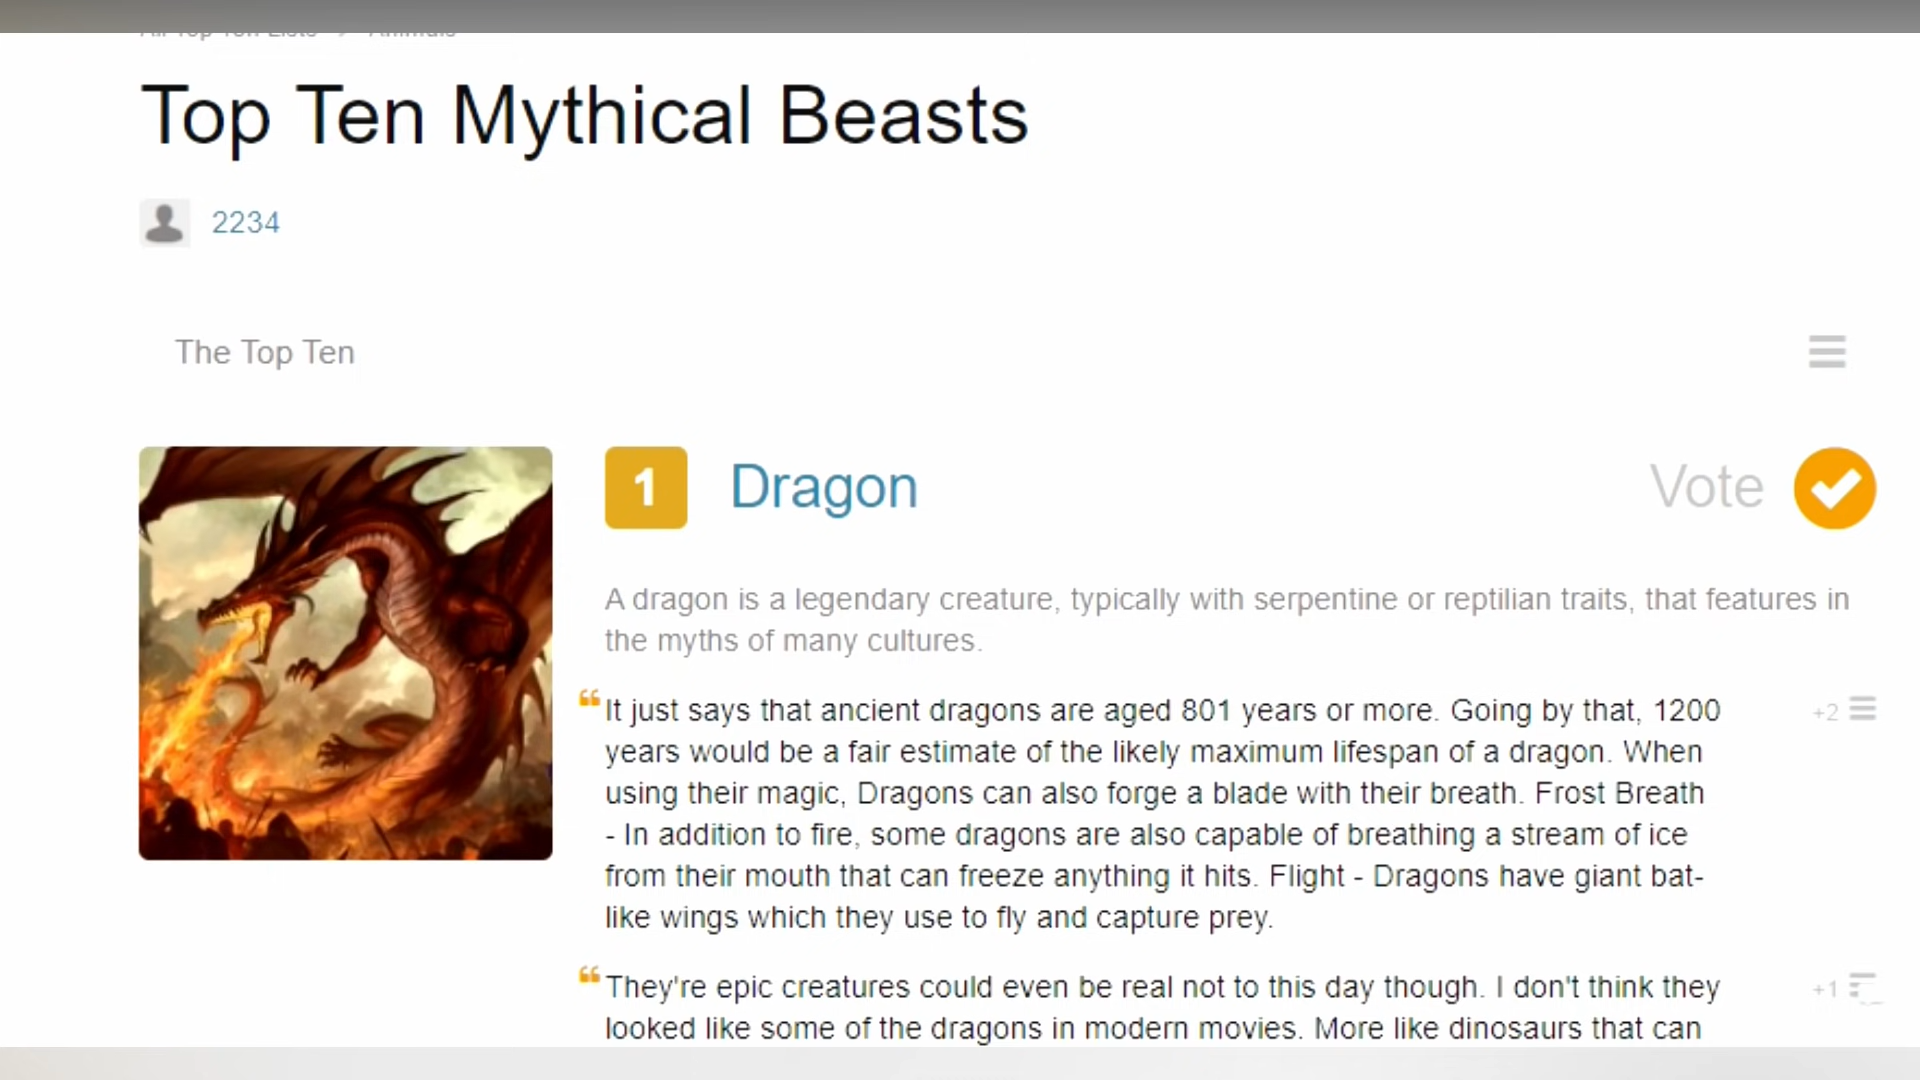 Top Ten Mythical Beasts
2234
The Top Ten
1 Dragon Vote
A dragon is a legendary creature, typically with serpentine or reptilian traits, that features in
the myths of many cultures.
“It just says that ancient dragons are aged 801 years or more. Going by that, 1200 +2
years would be a fair estimate of the likely maximum lifespan of a dragon. When
using their magic, Dragons can also forge a blade with their breath. Frost Breath
- In addition to fire, some dragons are also capable of breathing a stream of ice
from their mouth that can freeze anything it hits. Flight - Dragons have giant bat-
like wings which they use to fly and capture prey.
“They're epic creatures could even be real not to this day though. I don't think they +1
looked like some of the dragons in modern movies. More like dinosaurs that can